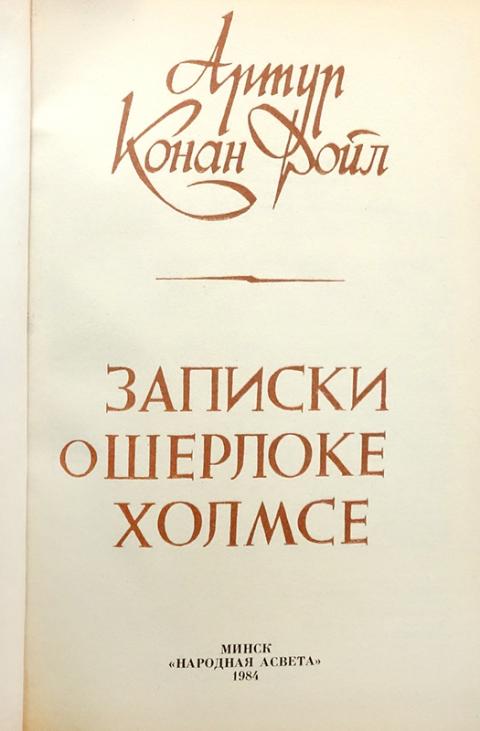 Артур
Конан Дойл
ЗАПИСКИ
О ШЕРЛОКЕ
ХОЛМСЕ
МИНСК
«НАРОДНАЯ АСВЕТА»
1984